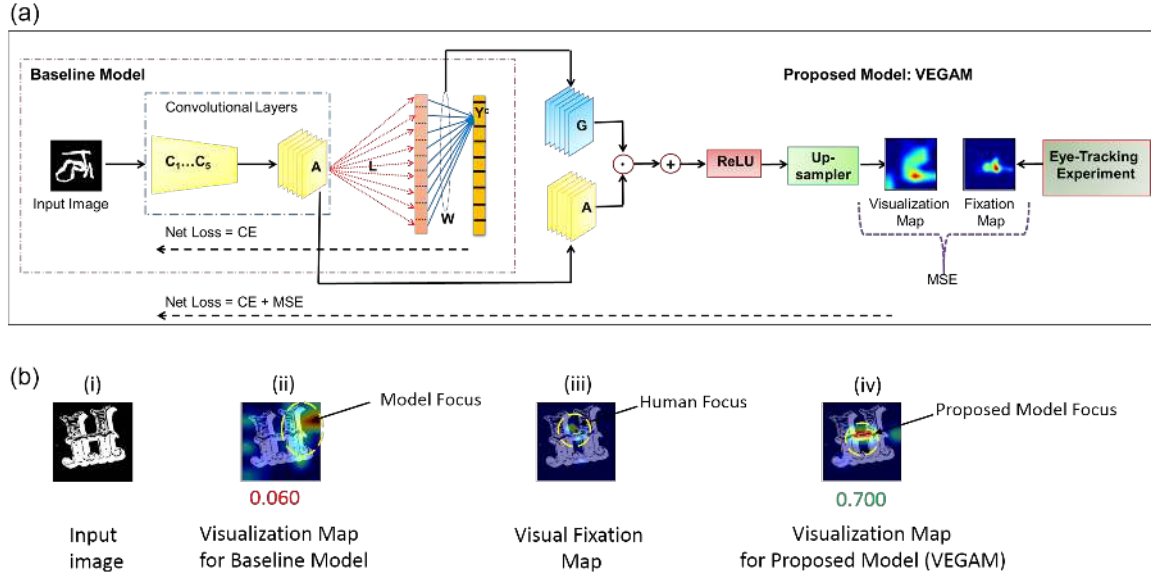 (a)
Baseline Model
Convolutional Layers
C₁...C₅
A
L
W
Yᶜ
Input Image
Net Loss = CE
Net Loss = CE + MSE
Proposed Model: VEGAM
G
A
ReLU
Up-
sampler
Visualization
Map
Fixation
Map
Eye-Tracking
Experiment
MSE
(b)
(i)
(ii)
(iii)
(iv)
Model Focus
Human Focus
Proposed Model Focus
H
0.060
0.700
Input
image
Visualization Map
for Baseline Model
Visual Fixation
Map
Visualization Map
for Proposed Model (VEGAM)